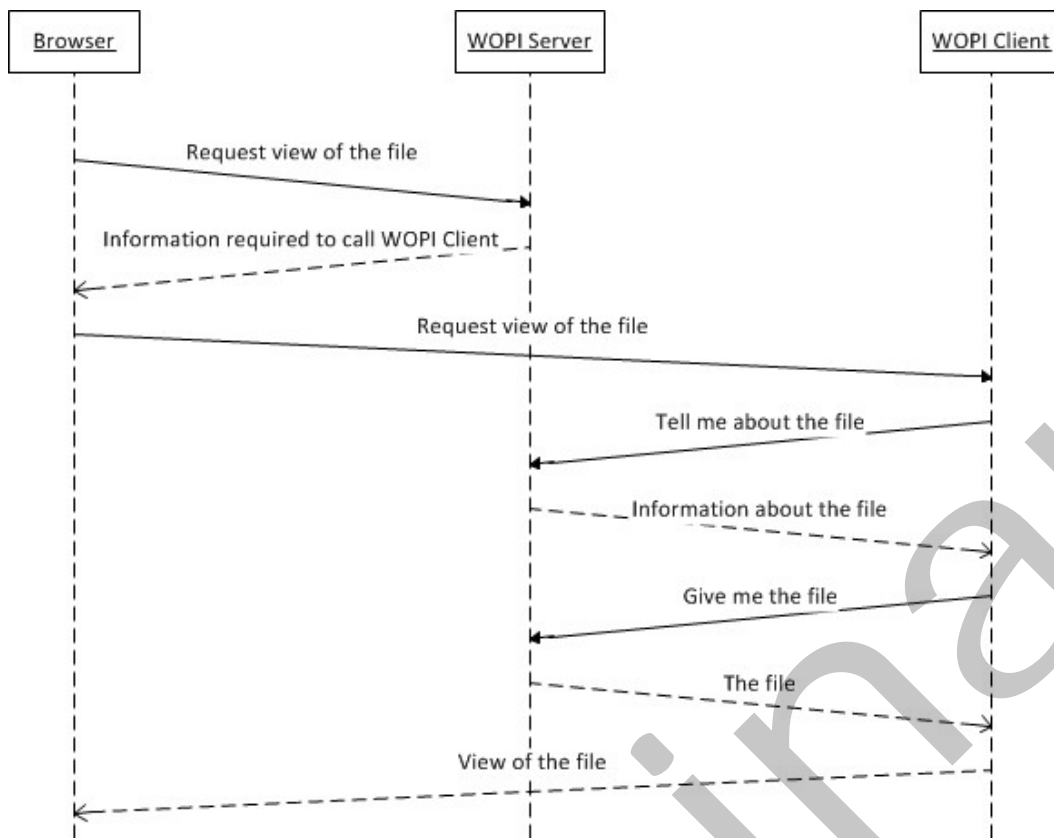 Browser
WOPI Server
WOPI Client
Request view of the file
Information required to call WOPI Client
Request view of the file
Tell me about the file
Information about the file
Give me the file
The file
View of the file